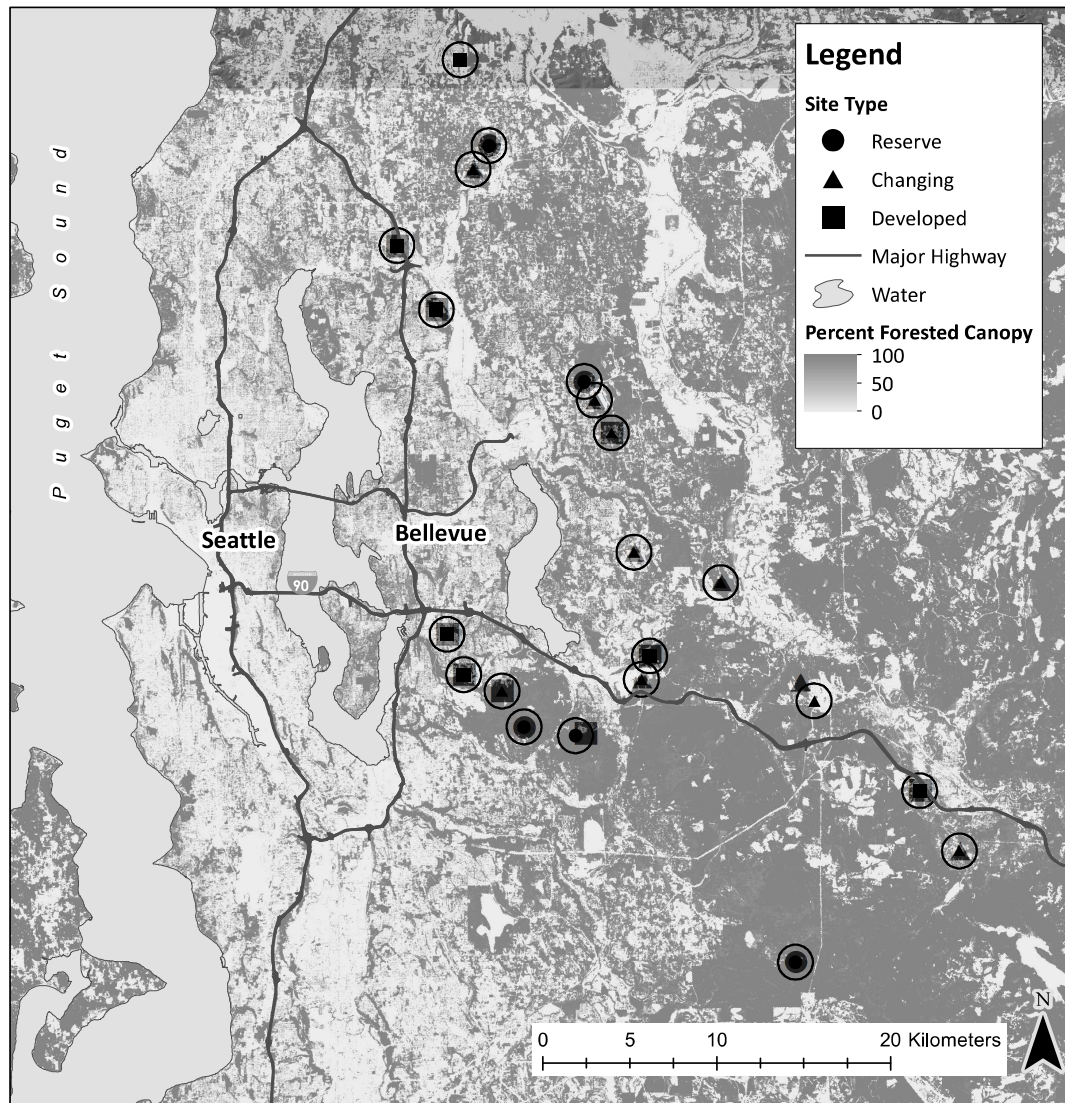 Legend
Site Type
Reserve
Changing
Developed
Major Highway
Water
Percent Forested Canopy
100
50
0
Puget Sound
Seattle
Bellevue
90
N
0 5 10 20 Kilometers